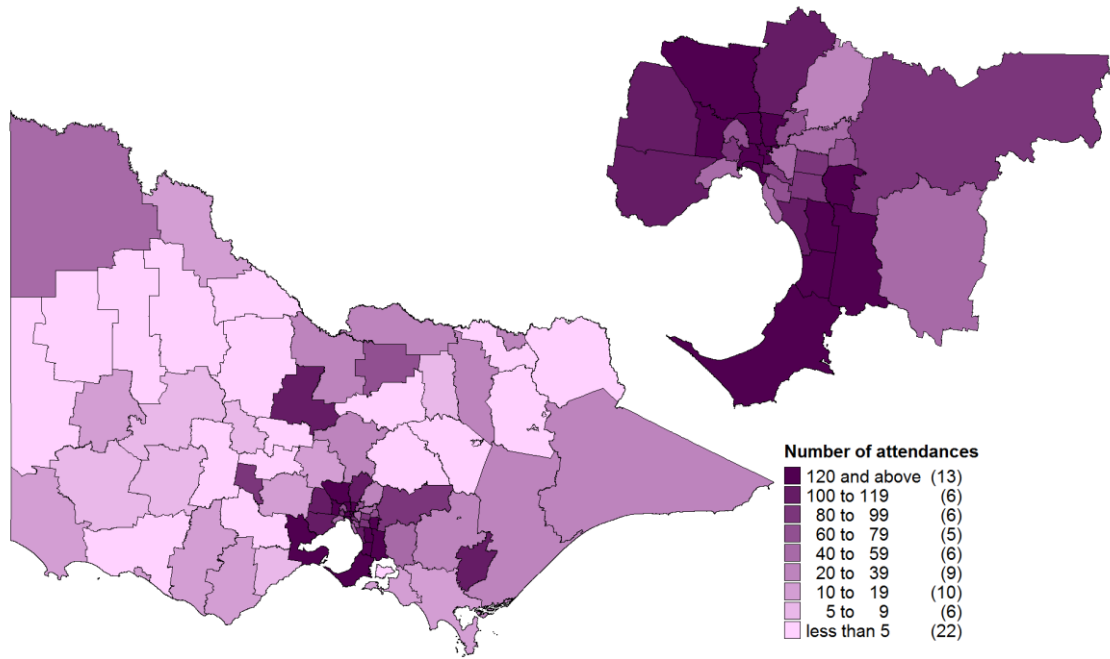 Number of attendances
120 and above (13)
100 to 119 (6)
80 to 99 (6)
60 to 79 (5)
40 to 59 (6)
20 to 39 (9)
10 to 19 (10)
5 to 9 (6)
less than 5 (22)